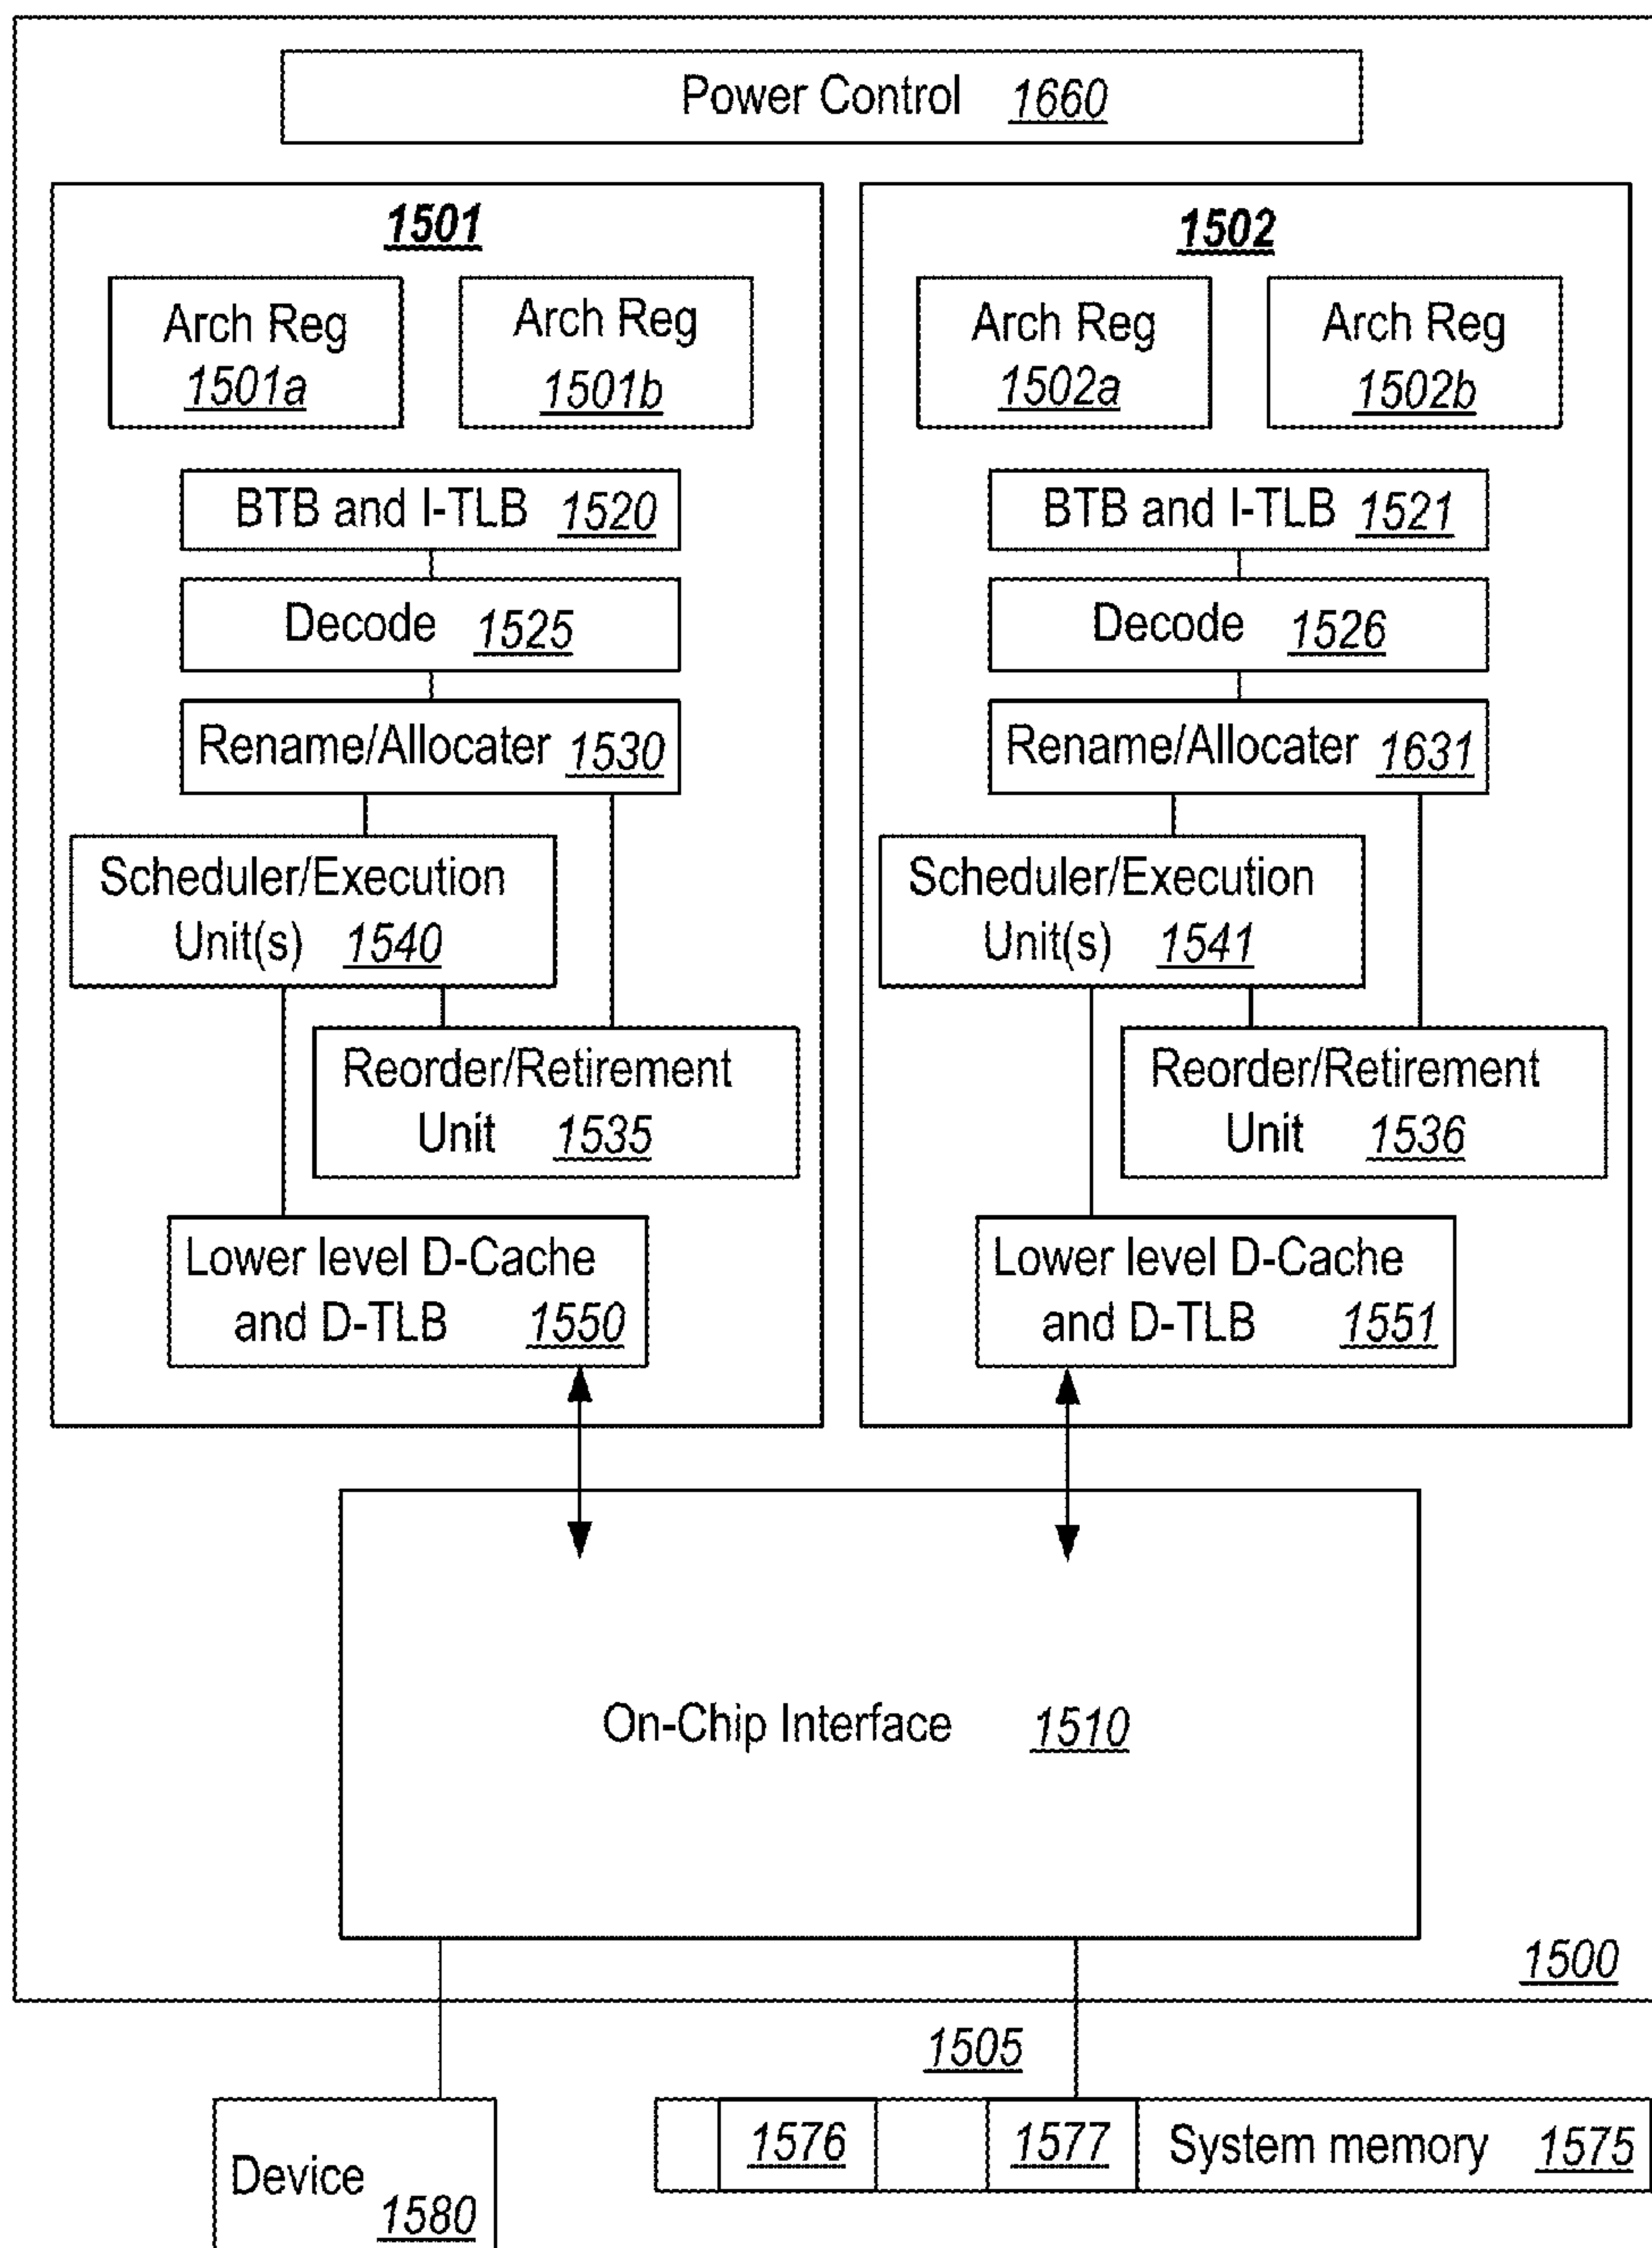 Power Control 1660
1501
Arch Reg
1501a
Arch Reg
1501b
BTB and I-TLB 1520
Decode 1525
Rename/Allocater 1530
Scheduler/Execution
Unit(s) 1540
Reorder/Retirement
Unit 1535
Lower level D-Cache
and D-TLB 1550
1502
Arch Reg
1502a
Arch Reg
1502b
BTB and I-TLB 1521
Decode 1526
Rename/Allocater 1631
Scheduler/Execution
Unit(s) 1541
Reorder/Retirement
Unit 1536
Lower level D-Cache
and D-TLB 1551
On-Chip Interface 1510
1500
1505
Device 1580
1576 1577 System memory 1575